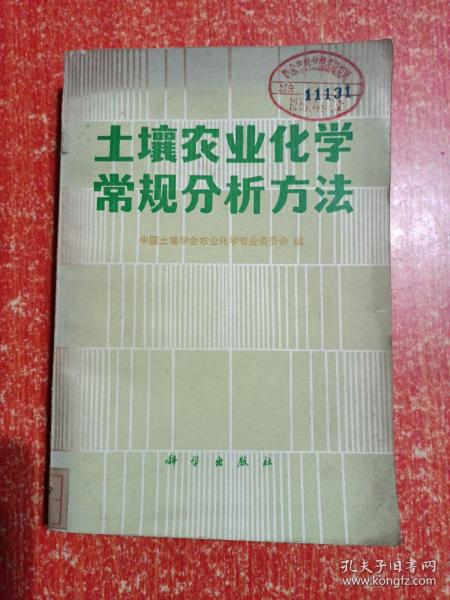 11131
土壤农业化学
常规分析方法
中国土壤学会农业化学专业委员会 编
科学出版社
孔夫子旧书网
www.kongfz.com